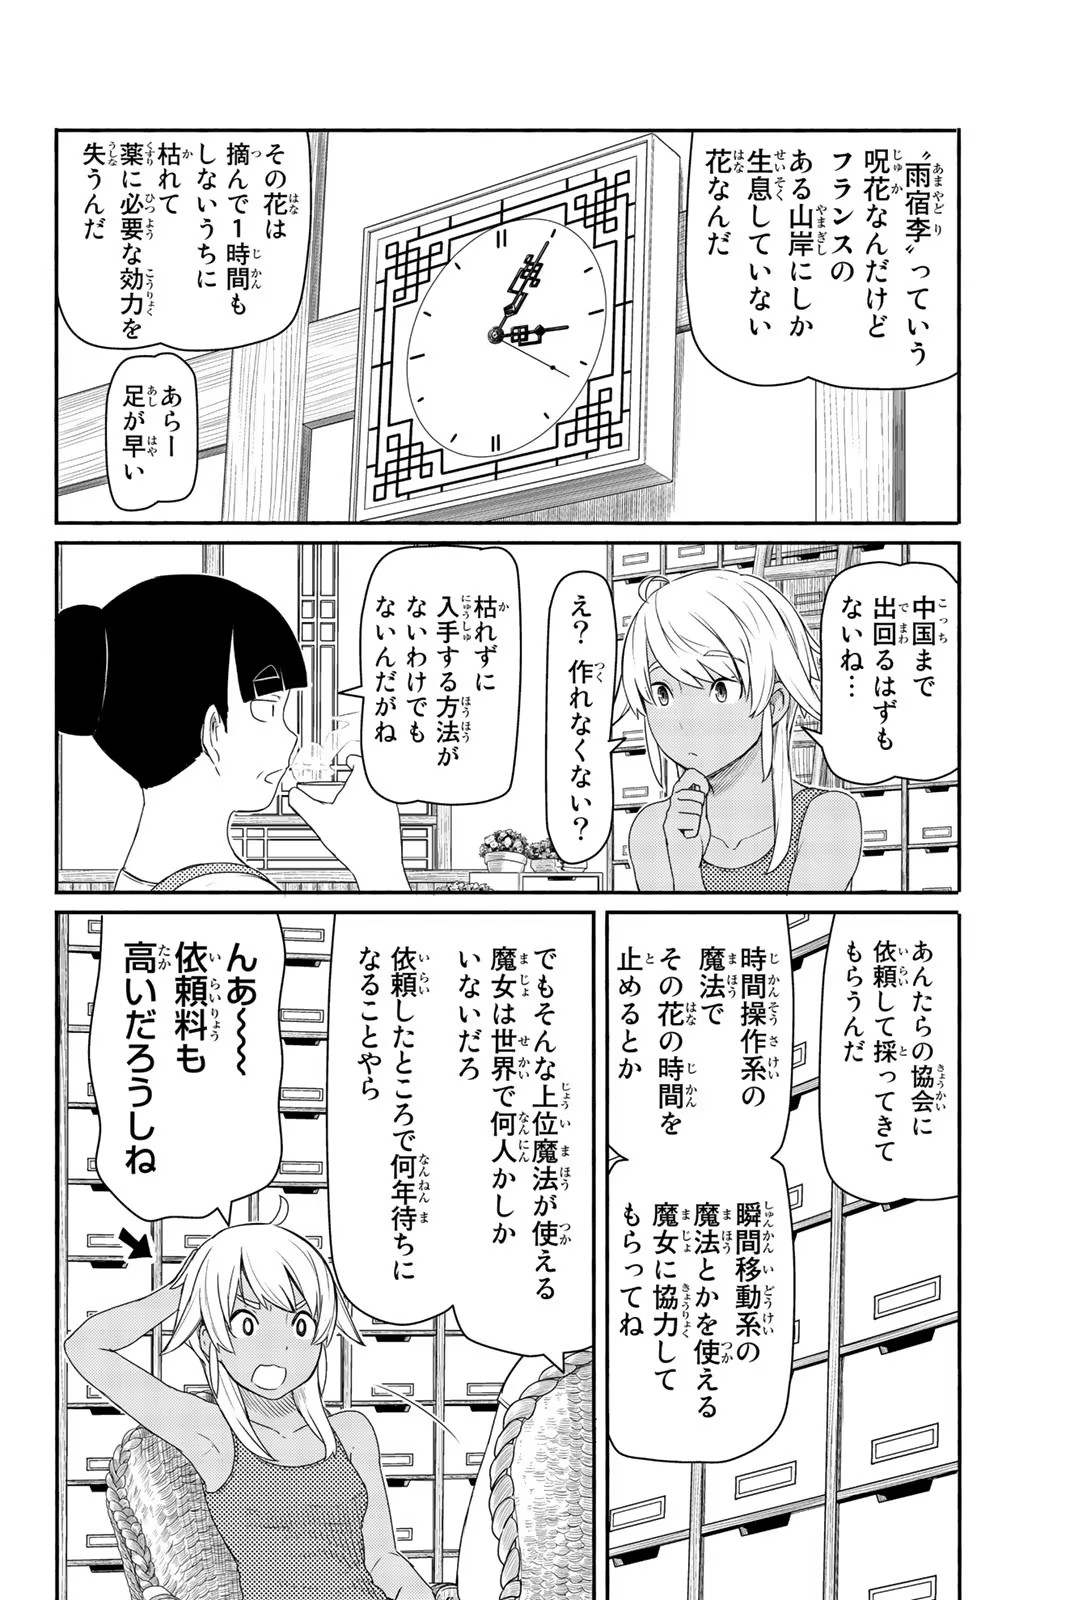 〝雨宿李〟っていう
呪花なんだけど
フランスの
ある山岸にしか
生息していない
花なんだ
その花は
摘んで1時間も
しないうちに
枯れて
薬に必要な効力を
失うんだ
あらー
足が早い
中国まで
出回るはずも
ないね…
え？作れなくない？
枯れずに
入手する方法が
ないわけでも
ないんだがね
あんたらの協会に
依頼して採ってきて
もらうんだ
時間操作系の
魔法で
その花の時間を
止めるとか
瞬間移動系の
魔法とかを使える
魔女に協力して
もらってね
でもそんな上位魔法が使える
魔女は世界で何人かしか
いないだろ
依頼したところで何年待ちに
なることやら
んあ〜〜〜
依頼料も
高いだろうしね